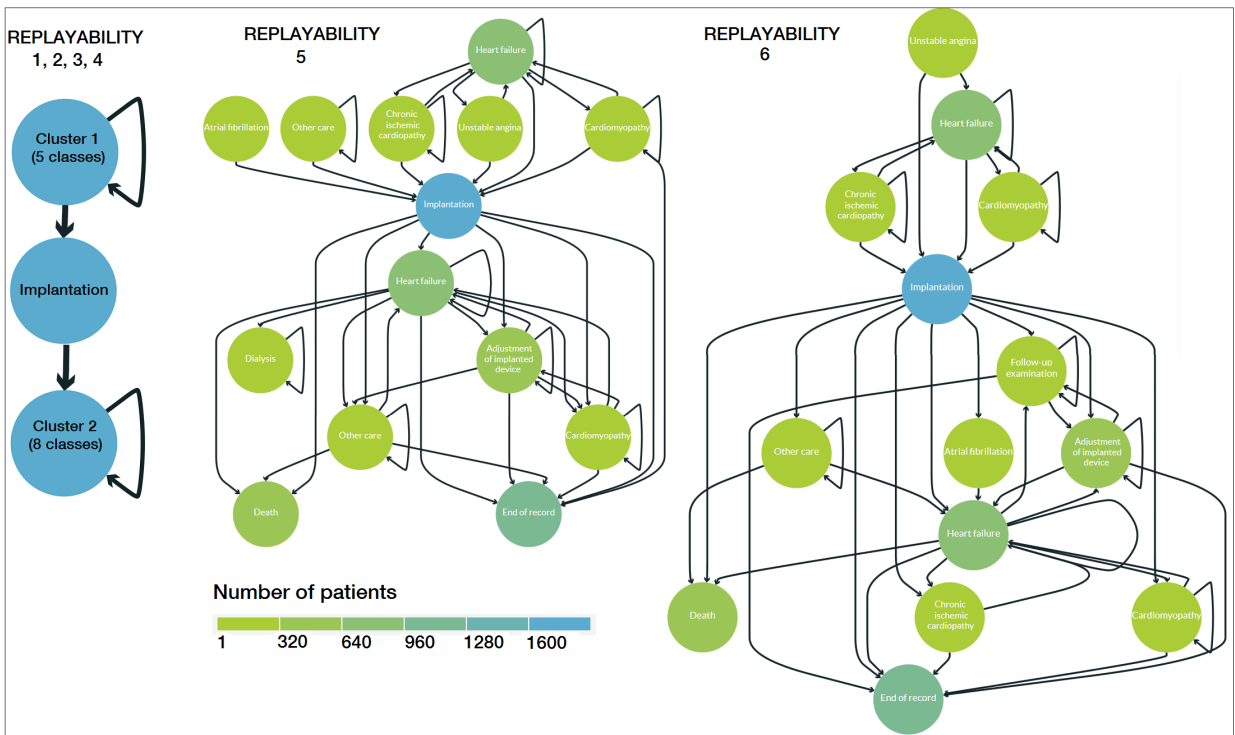 REPLAYABILITY
1, 2, 3, 4
Cluster 1
(5 classes)
Implantation
Cluster 2
(8 classes)
REPLAYABILITY
5
Heart failure
Atrial fibrillation
Other care
Chronic
ischemic
cardiopathy
Unstable angina
Cardiomyopathy
Implantation
Heart failure
Dialysis
Adjustment
of implanted
device
Other care
Cardiomyopathy
Death
End of record
Number of patients
1 320 640 960 1280 1600
REPLAYABILITY
6
Unstable angina
Heart failure
Chronic
ischemic
cardiopathy
Cardiomyopathy
Implantation
Follow-up
examination
Other care
Atrial fibrillation
Adjustment
of implanted
device
Heart failure
Death
Chronic
ischemic
cardiopathy
Cardiomyopathy
End of record